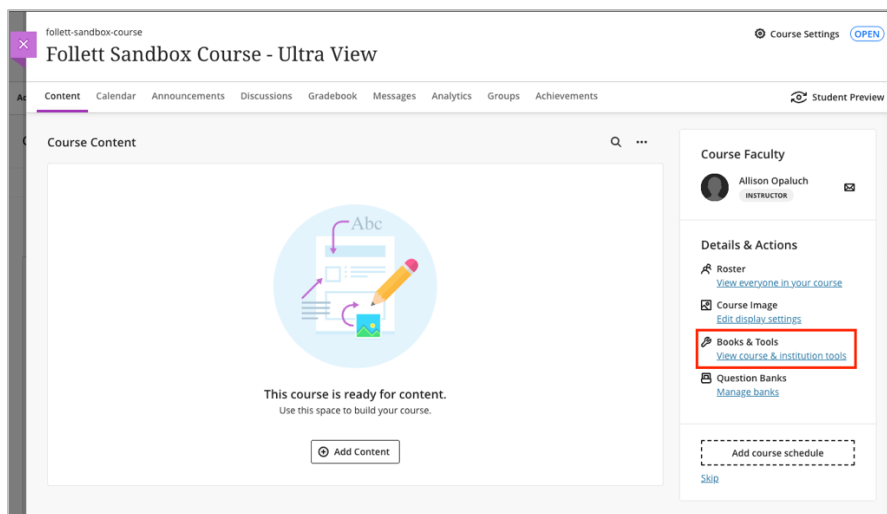 follett-sandbox-course
Follett Sandbox Course - Ultra View
Course Settings
OPEN
Content
Calendar
Announcements
Discussions
Gradebook
Messages
Analytics
Groups
Achievements
Student Preview
Course Content
Abc
This course is ready for content.
Use this space to build your course.
Add Content
Course Faculty
Allison Opaluch
INSTRUCTOR
Details & Actions
Roster
View everyone in your course
Course Image
Edit display settings
Books & Tools
View course & institution tools
Question Banks
Manage banks
Add course schedule
Skip